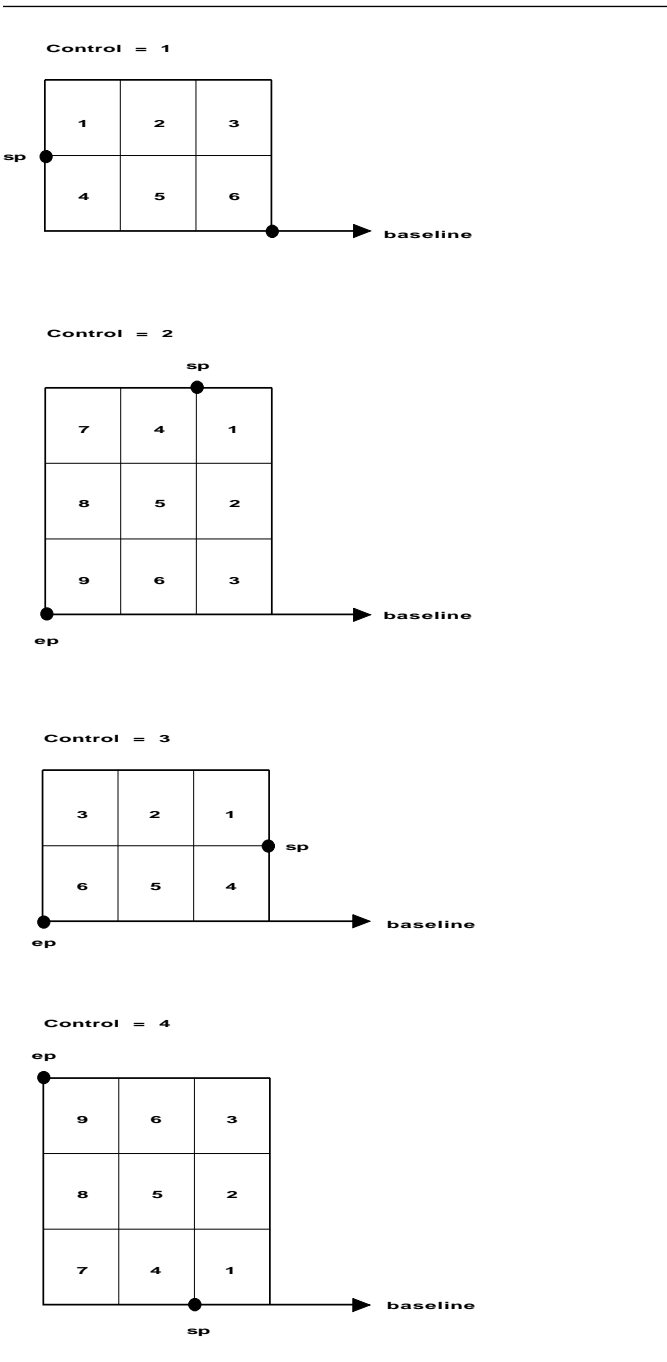 Control = 1
1 2 3
sp
4 5 6
baseline
Control = 2
sp
7 4 1
8 5 2
9 6 3
baseline
ep
Control = 3
3 2 1
sp
6 5 4
baseline
ep
Control = 4
ep
9 6 3
8 5 2
7 4 1
baseline
sp